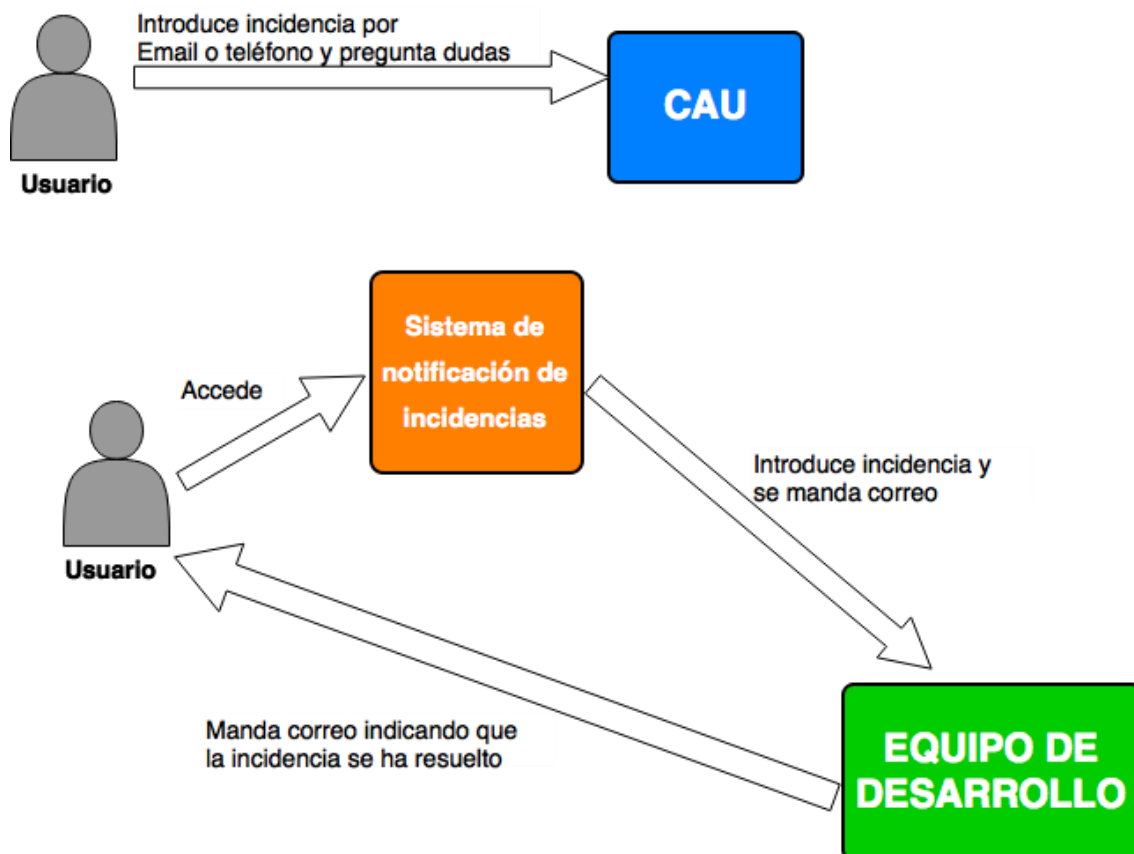 Introduce incidencia por
Email o teléfono y pregunta dudas
CAU
Usuario
Sistema de
notificación de
incidencias
Accede
Introduce incidencia y
se manda correo
Usuario
Manda correo indicando que
la incidencia se ha resuelto
EQUIPO DE
DESARROLLO